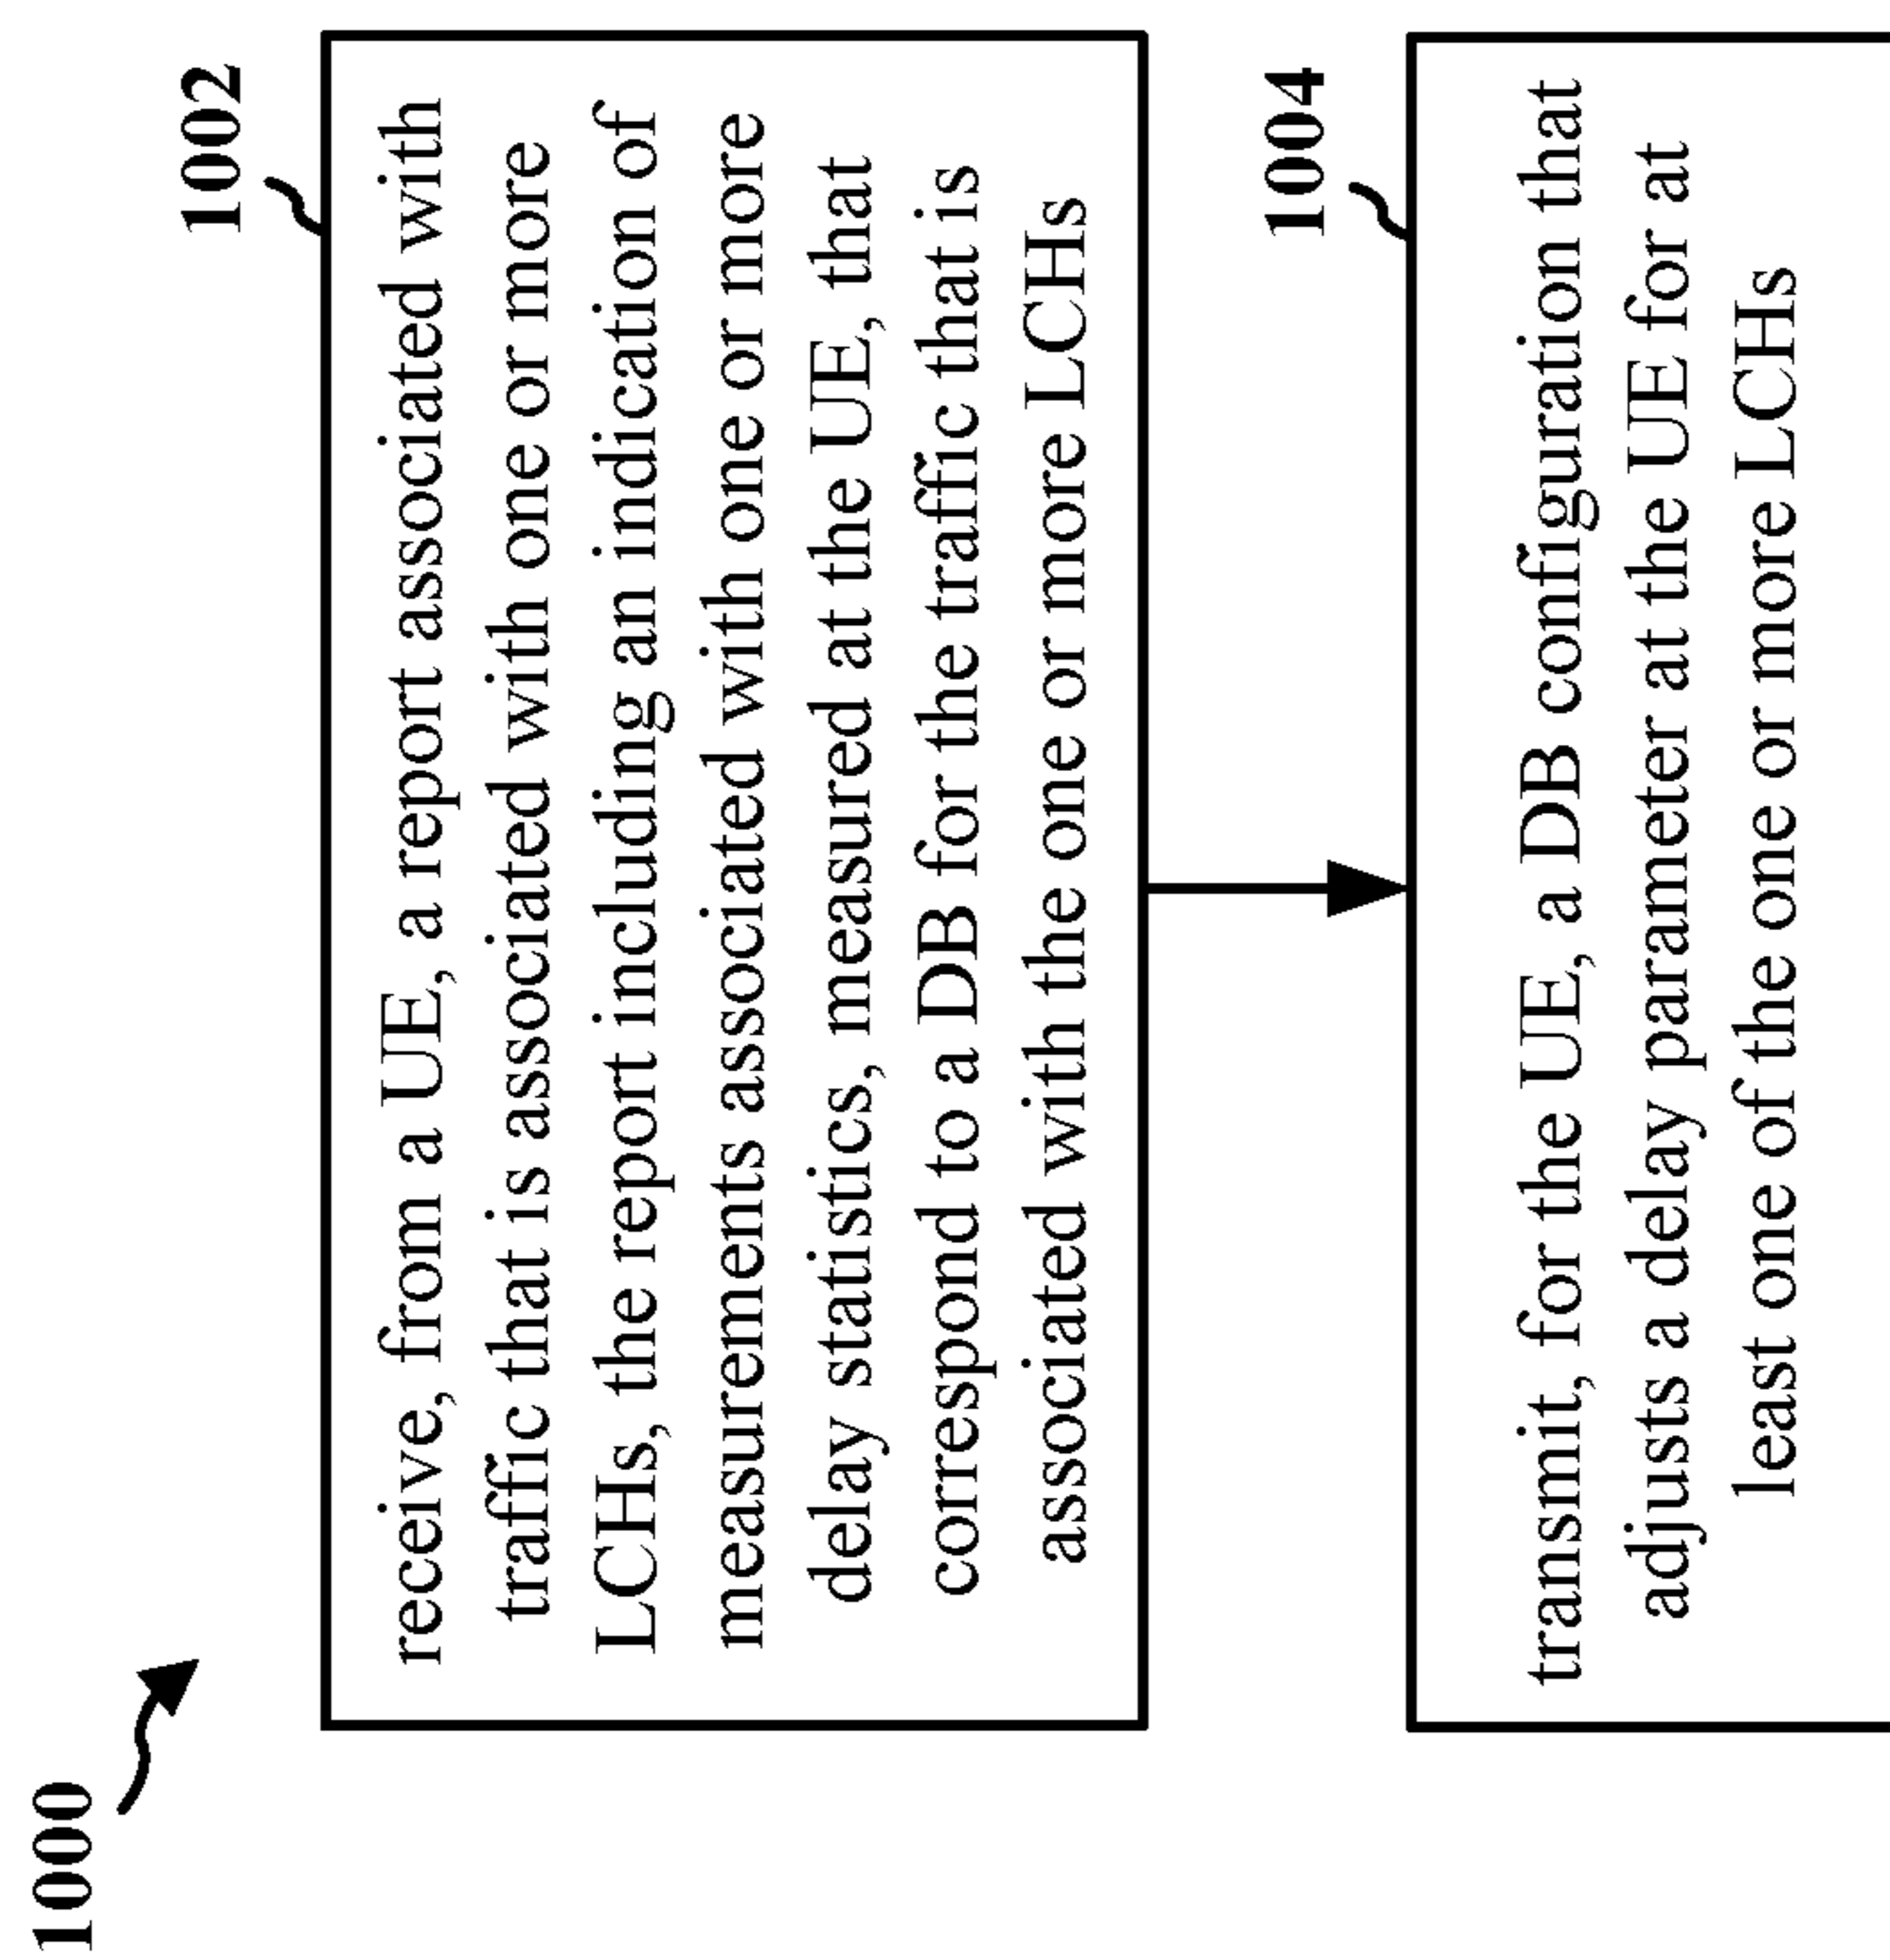 1000
1002
receive, from a UE, a report associated with
traffic that is associated with one or more
LCHs, the report including an indication of
measurements associated with one or more
delay statistics, measured at the UE, that
correspond to a DB for the traffic that is
associated with the one or more LCHs
1004
transmit, for the UE, a DB configuration that
adjusts a delay parameter at the UE for at
least one of the one or more LCHs